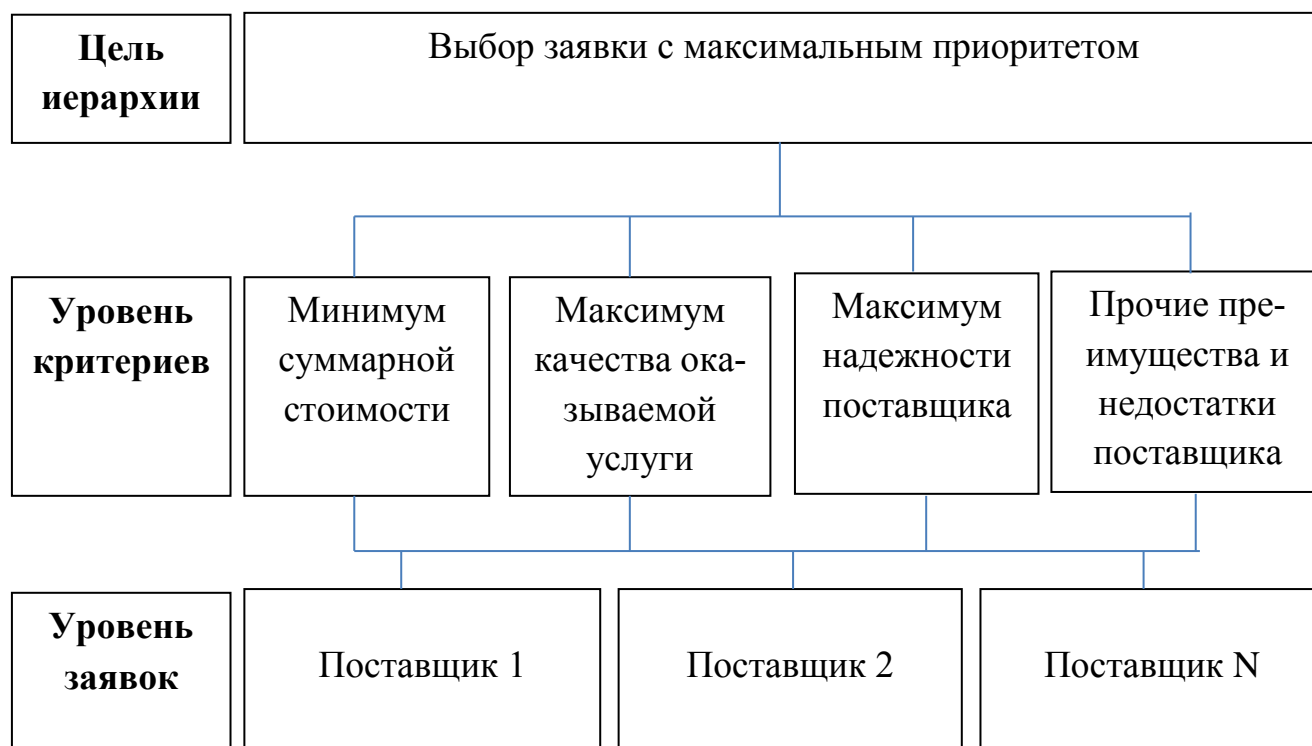 Цель
иерархии
Выбор заявки с максимальным приоритетом
Уровень
критериев
Минимум
суммарной
стоимости
Максимум
качества ока-
зываемой
услуги
Максимум
надежности
поставщика
Прочие пре-
имущества и
недостатки
поставщика
Уровень
заявок
Поставщик 1
Поставщик 2
Поставщик N